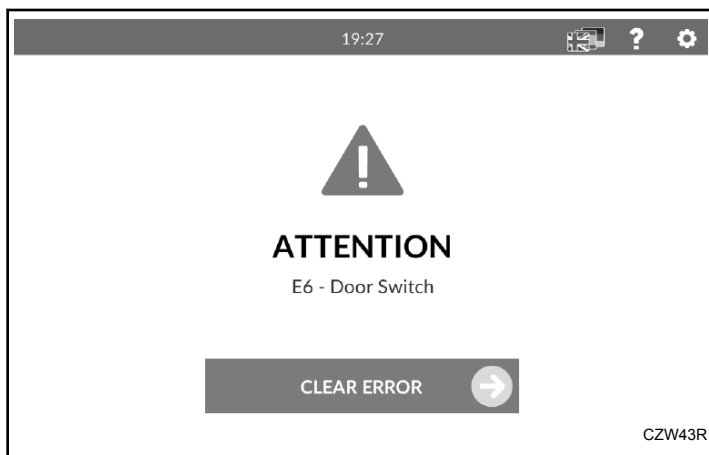 19:27 ?
ATTENTION
E6 - Door Switch
CLEAR ERROR
CZW43R